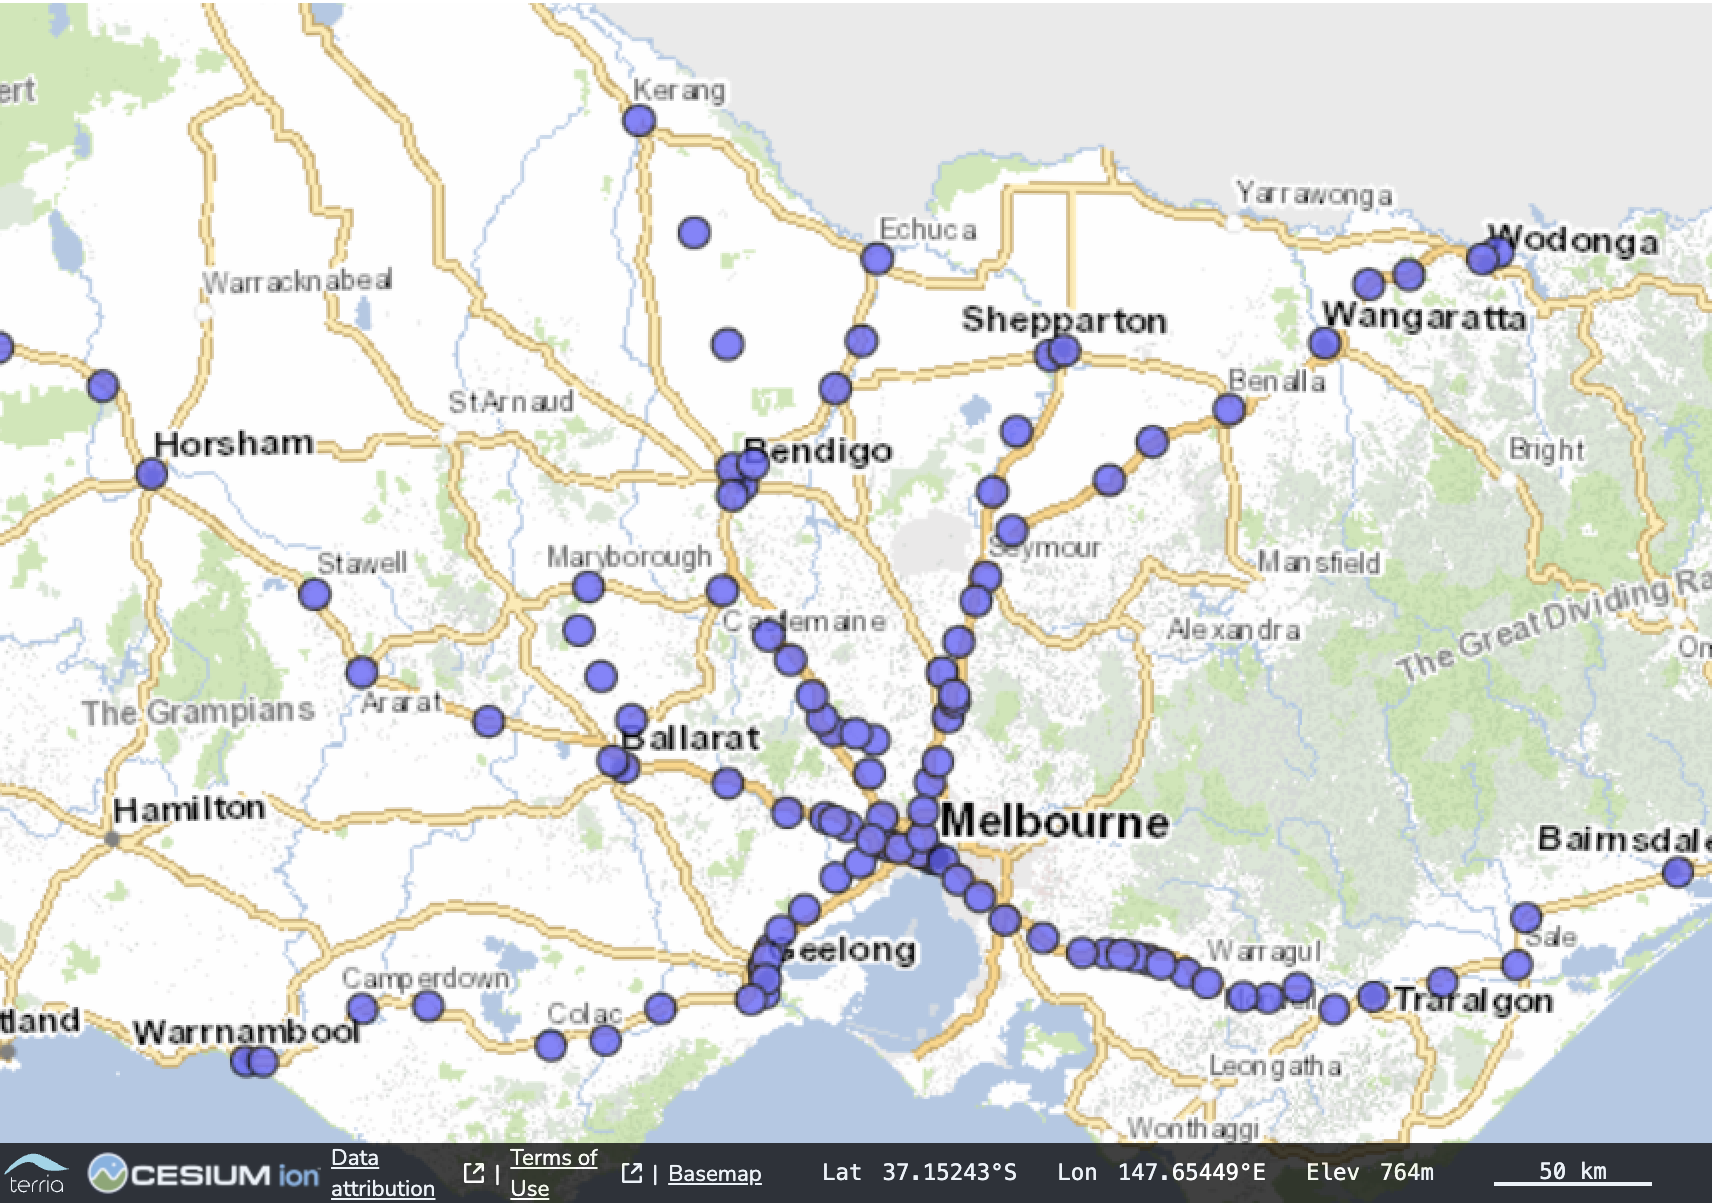 ert
Kerang
Yarrawonga
Echuca
Wodonga
Warracknabeal
Shepparton
Wangaratta
Benalla
StArnaud
Horsham
Bendigo
Bright
Seymour
Stawell
Maryborough
Mansfield
The Great Dividing Ra
Castlemaine
Alexandra
Om
Ararat
The Grampians
Ballarat
Hamilton
Melbourne
Bairnsdale
Sale
Geelong
Warragul
Camperdown
Trafalgon
Colac
tland
Warrnambool
Leongatha
Wonthaggi
terria
CESIUM ion
Data attribution | Terms of Use | Basemap
Lat 37.15243°S Lon 147.65449°E Elev 764m
50 km